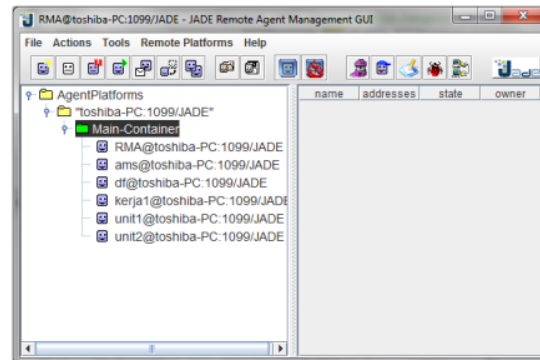 RMA@toshiba-PC:1099/JADE - JADE Remote Agent Management GUI
File Actions Tools Remote Platforms Help
Jade
AgentPlatforms
"toshiba-PC:1099/JADE"
Main-Container
RMA@toshiba-PC:1099/JADE
ams@toshiba-PC:1099/JADE
df@toshiba-PC:1099/JADE
kerja1@toshiba-PC:1099/JADE
unit1@toshiba-PC:1099/JADE
unit2@toshiba-PC:1099/JADE
name addresses state owner